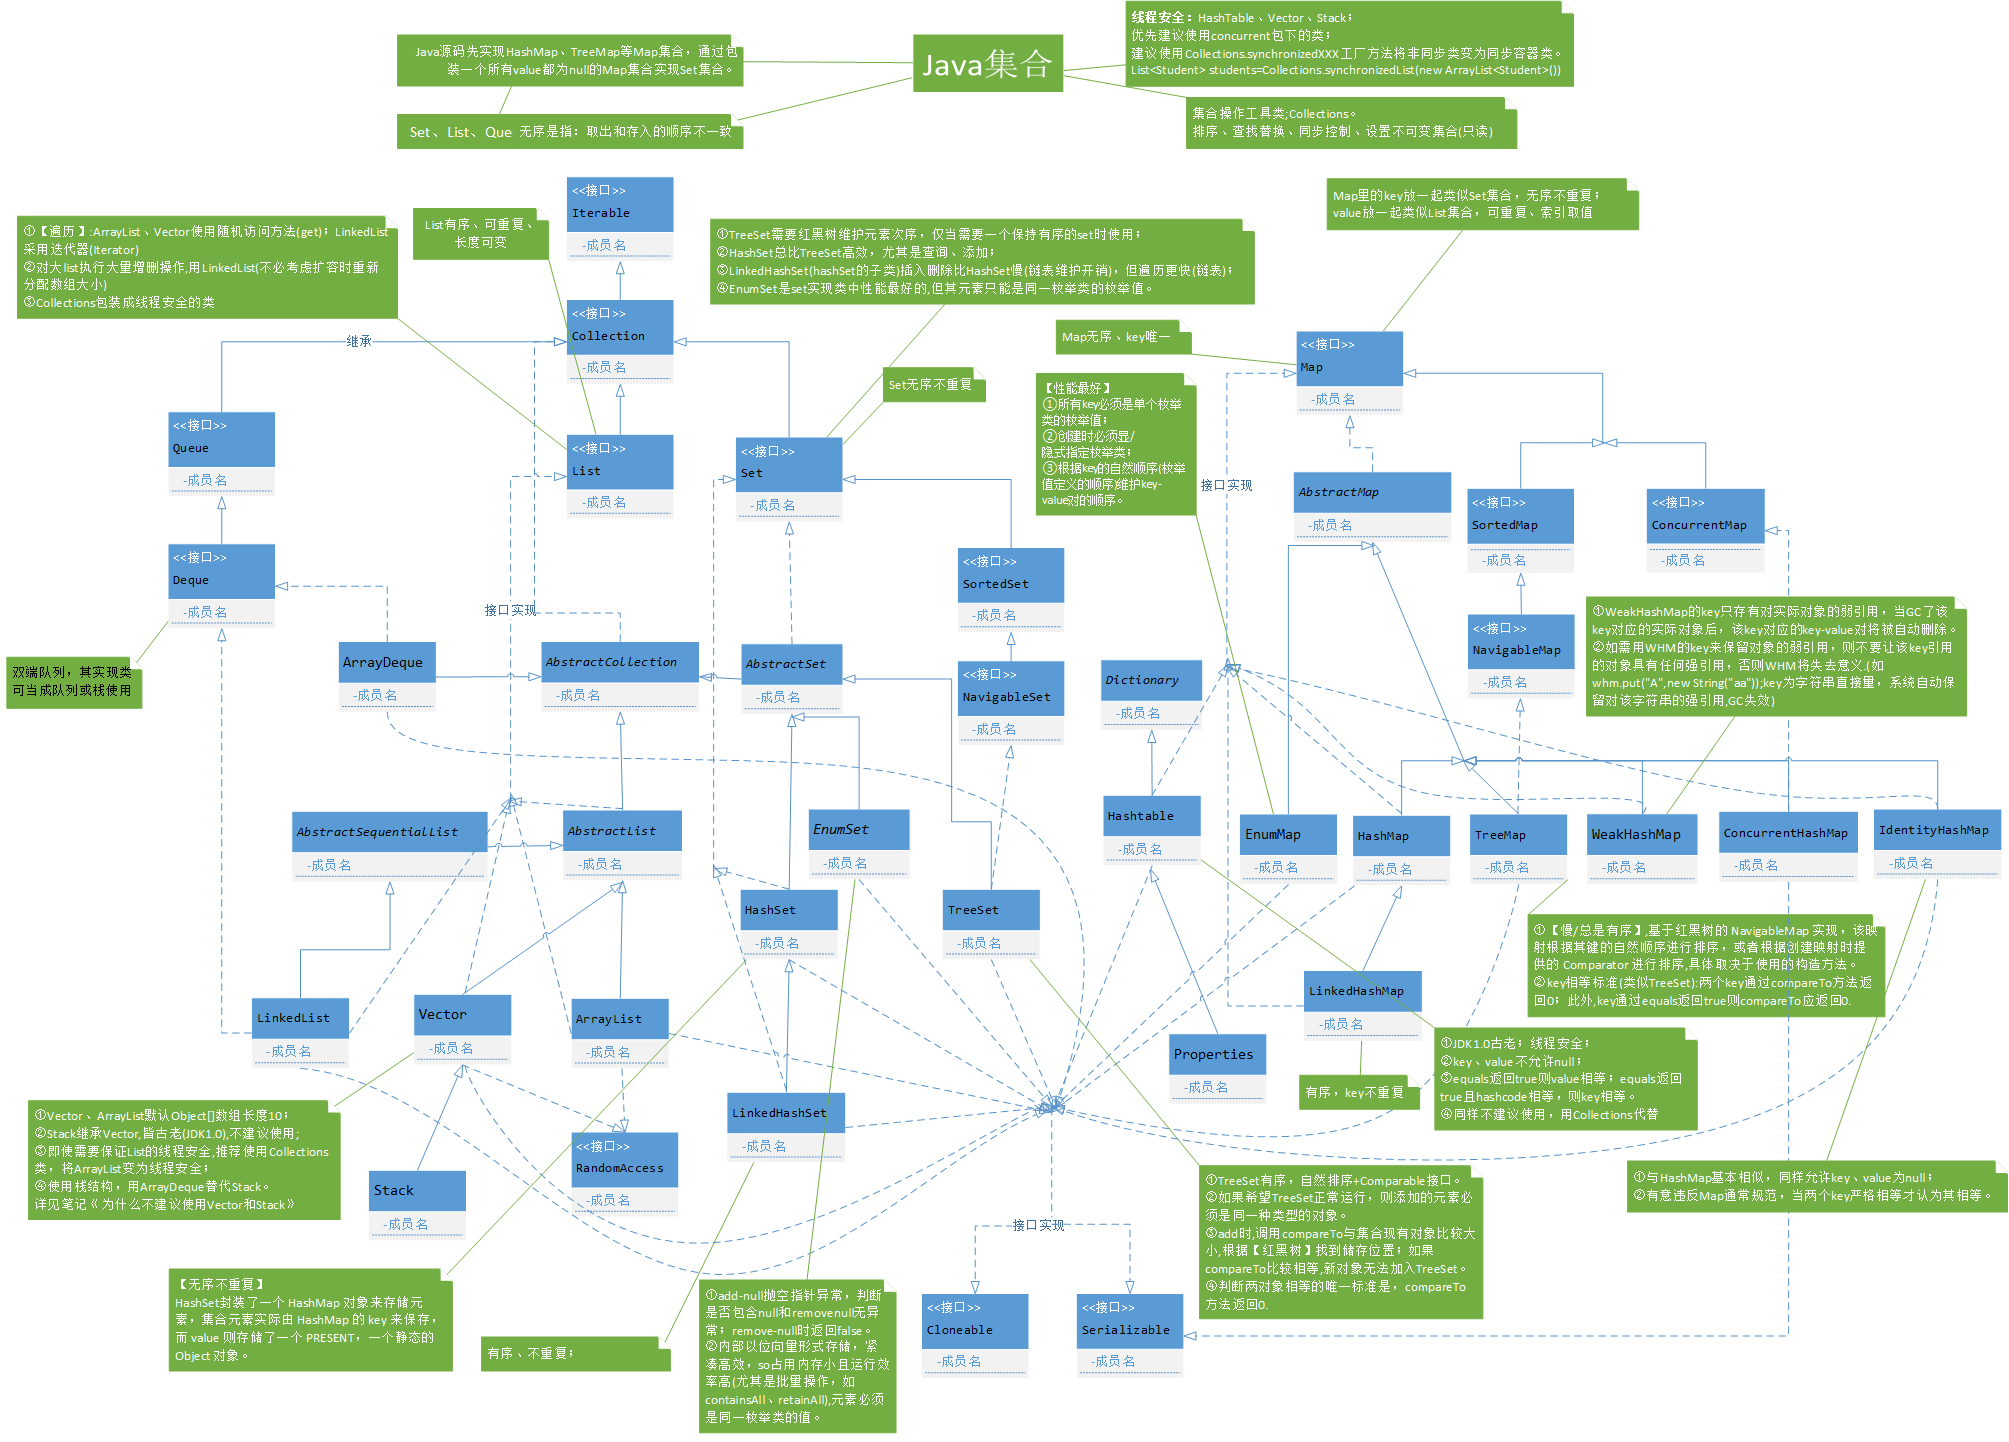 Java集合
Java源码先实现HashMap、TreeMap等Map集合，通过包
装一个所有value都为null的Map集合实现Set集合。
Set、List、Que 无序是指：取出和存入的顺序不一致
线程安全：HashTable、Vector、Stack；
优先建议使用concurrent包下的类；
建议使用Collections.synchronizedXXX工厂方法将非同步类变为同步容器类。
List<Student> students=Collections.synchronizedList(new ArrayList<Student>())
集合操作工具类;Collections。
排序、查找替换、同步控制、设置不可变集合(只读)
<<接口>>
Iterable
-成员名
①【遍历】:ArrayList、Vector使用随机访问方法(get)；LinkedList
采用迭代器(Iterator)
②对大list执行大量增删操作,用LinkedList(不必考虑扩容时重新
分配数组大小)
③Collections包装成线程安全的类
List有序、可重复、
长度可变
①TreeSet需要红黑树维护元素次序，仅当需要一个保持有序的set时使用；
②HashSet总比TreeSet高效，尤其是查询、添加；
③LinkedHashSet(hashSet的子类)插入删除比HashSet慢(链表维护开销)，但遍历更快(链表)；
④EnumSet是set实现类中性能最好的,但其元素只能是同一枚举类的枚举值。
Map里的key放一起类似Set集合，无序不重复；
value放一起类似List集合，可重复、索引取值
<<接口>>
Collection
-成员名
继承
Map无序、key唯一
<<接口>>
Map
-成员名
Set无序不重复
【性能最好】
①所有key必须是单个枚举
类的枚举值；
②创建时必须显/
隐式指定枚举类；
③根据key的自然顺序(枚举
值定义的顺序)维护key-
value对的顺序。
<<接口>>
Queue
-成员名
<<接口>>
List
-成员名
<<接口>>
Set
-成员名
接口实现
AbstractMap
-成员名
<<接口>>
SortedMap
-成员名
<<接口>>
ConcurrentMap
-成员名
<<接口>>
Deque
-成员名
<<接口>>
SortedSet
-成员名
接口实现
<<接口>>
NavigableMap
-成员名
①WeakHashMap的key只存有对实际对象的弱引用，当GC了该
key对应的实际对象后，该key对应的key-value对将被自动删除。
②如需用WHM的key来保留对象的弱引用，则不要让该key引用
的对象具有任何强引用，否则WHM将失去意义.(如
whm.put("A",new String("aa"));key为字符串直接量，系统自动保
留对该字符串的强引用,GC失效)
双端队列，其实现类
可当成队列或栈使用
ArrayDeque
-成员名
AbstractCollection
-成员名
AbstractSet
-成员名
<<接口>>
NavigableSet
-成员名
Dictionary
-成员名
AbstractSequentialList
-成员名
AbstractList
-成员名
EnumSet
-成员名
Hashtable
-成员名
EnumMap
-成员名
HashMap
-成员名
TreeMap
-成员名
WeakHashMap
-成员名
ConcurrentHashMap
-成员名
IdentityHashMap
-成员名
HashSet
-成员名
TreeSet
-成员名
①【慢/总是有序】,基于红黑树的 NavigableMap 实现，该映
射根据其键的自然顺序进行排序，或者根据创建映射时提
供的 Comparator 进行排序,具体取决于使用的构造方法。
②key相等标准(类似TreeSet):两个key通过compareTo方法返
回0；此外,key通过equals返回true则compareTo应返回0.
LinkedList
-成员名
Vector
-成员名
ArrayList
-成员名
LinkedHashMap
-成员名
Properties
-成员名
有序，key不重复
①JDK1.0古老；线程安全；
②key、value不允许null；
③equals返回true则value相等；equals返回
true且hashcode相等，则key相等。
④同样不建议使用，用Collections代替
①Vector、ArrayList默认Object[]数组长度10；
②Stack继承Vector,皆古老(JDK1.0),不建议使用;
③即使需要保证List的线程安全,推荐使用Collections
类，将ArrayList变为线程安全；
④使用栈结构，用ArrayDeque替代Stack。
详见笔记《为什么不建议使用Vector和Stack》
LinkedHashSet
-成员名
<<接口>>
RandomAccess
-成员名
Stack
-成员名
①TreeSet有序，自然排序+Comparable接口。
②如果希望TreeSet正常运行，则添加的元素必
须是同一种类型的对象。
③add时,调用compareTo与集合现有对象比较大
小,根据【红黑树】找到储存位置；如果
compareTo比较相等,新对象无法加入TreeSet。
④判断两对象相等的唯一标准是，compareTo
方法返回0.
①与HashMap基本相似，同样允许key、value为null；
②有意违反Map通常规范，当两个key严格相等才认为其相等。
接口实现
【无序不重复】
HashSet封装了一个 HashMap 对象来存储元
素，集合元素实际由 HashMap 的 key 来保存，
而 value 则存储了一个 PRESENT，一个静态的
Object 对象。
有序、不重复；
①add-null抛空指针异常，判断
是否包含null和removenull无异
常；remove-null时返回false。
②内部以位向量形式存储，紧
凑高效，so占用内存小且运行效
率高(尤其是批量操作，如
containsAll、retainAll),元素必须
是同一枚举类的值。
<<接口>>
Cloneable
-成员名
<<接口>>
Serializable
-成员名